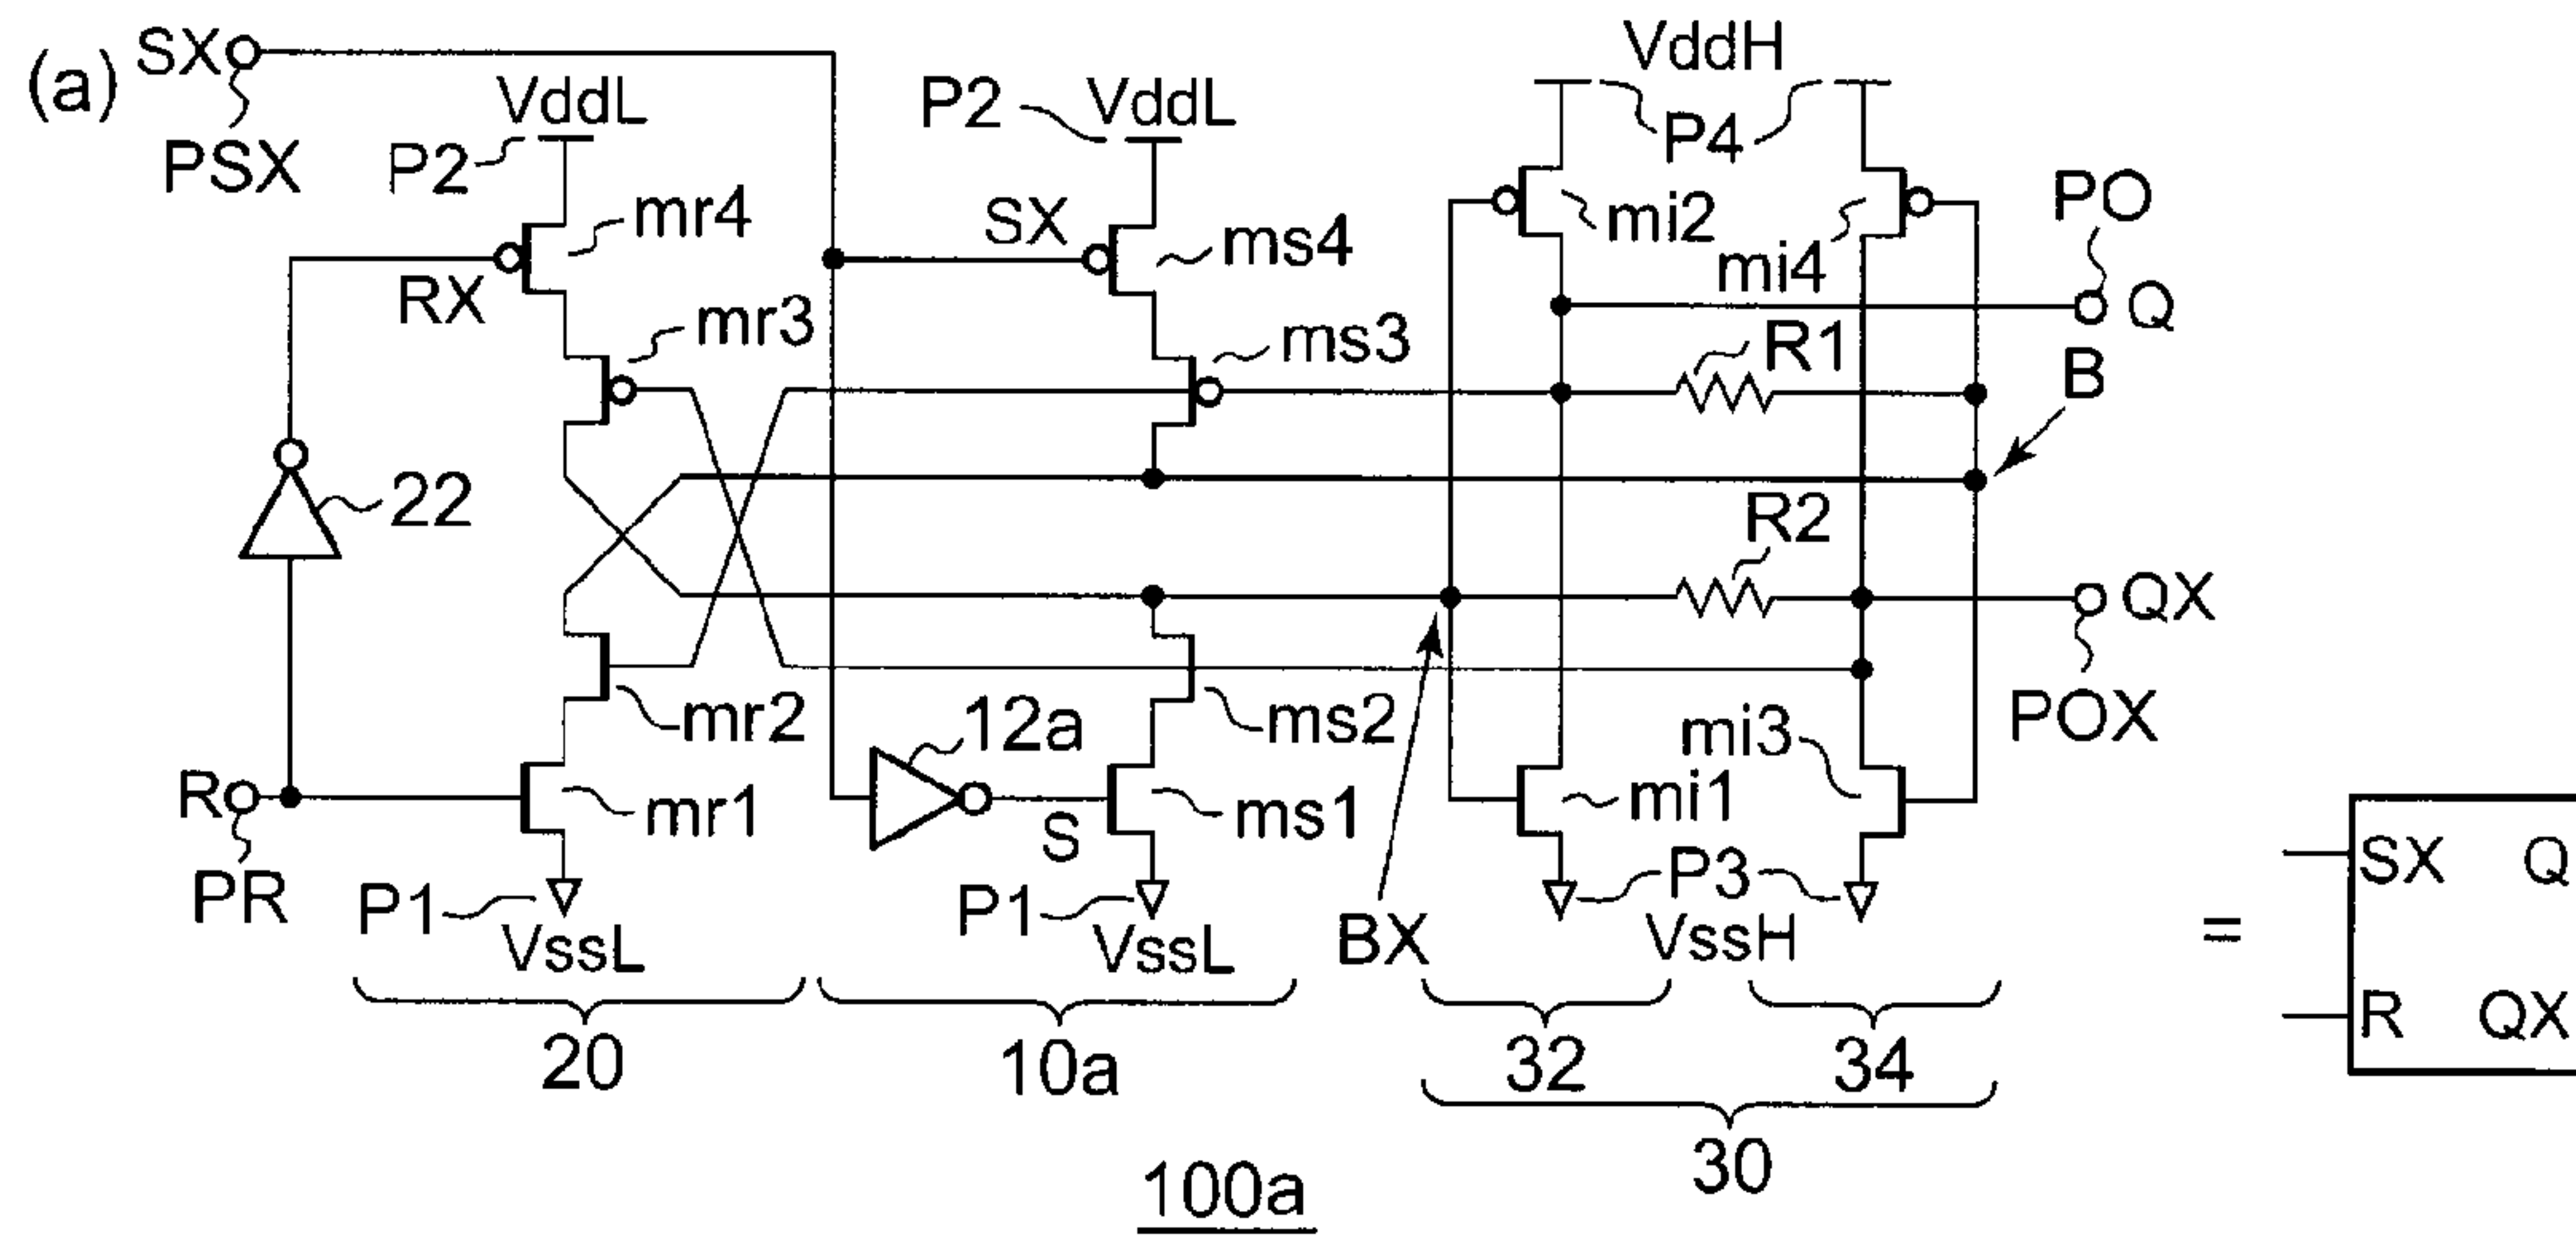 (a)
SX
PSX
VddL
P2
mr4
RX
mr3
22
mr2
R
PR
mr1
P1
VssL
20
P2
VddL
SX
ms4
ms3
12a
ms2
S
ms1
P1
VssL
10a
VddH
P4
mi2
mi4
PO
Q
R1
B
R2
QX
POX
mi3
mi1
BX
P3
VssH
32
34
30
100a
=
SX Q
R QX